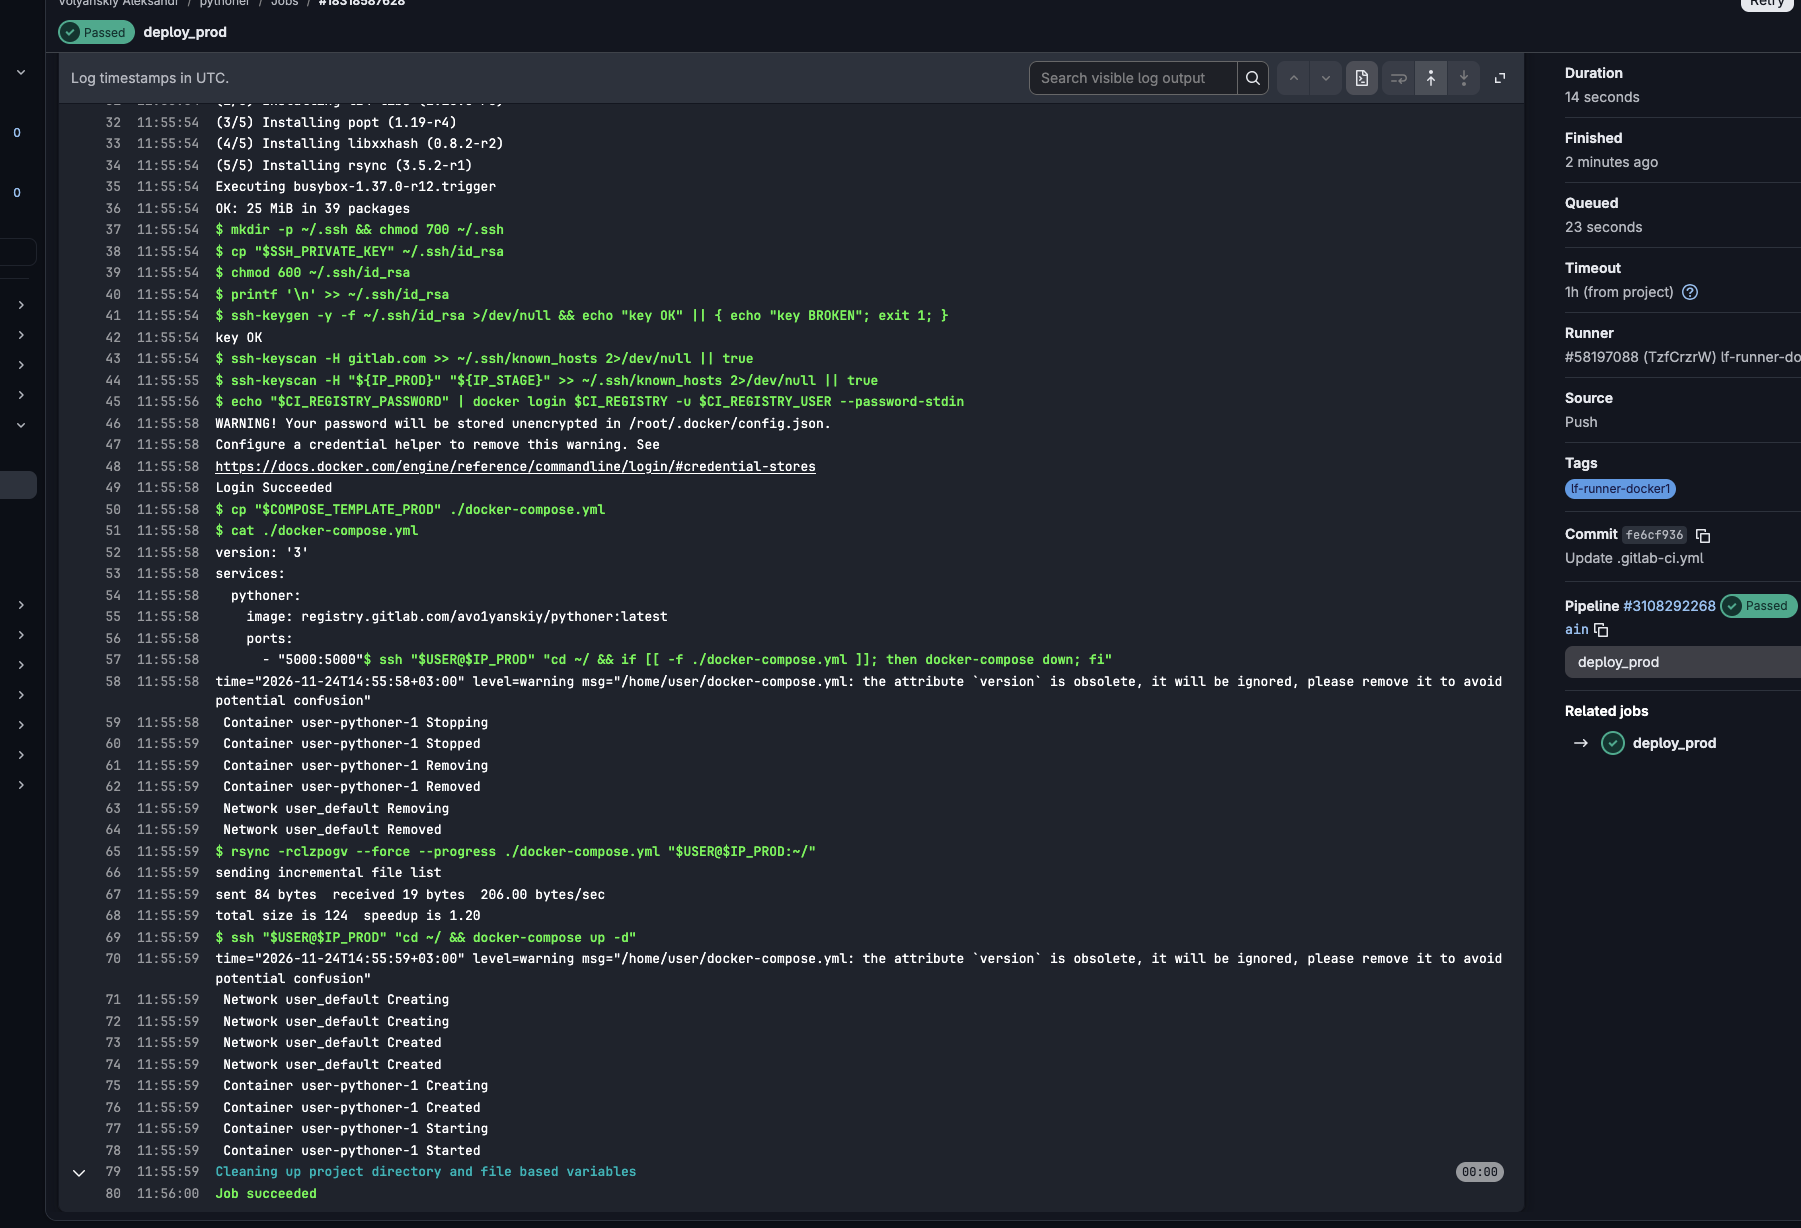 Volyanskiy Aleksandr / pythoner / Jobs / #18318587628
Retry
Passed deploy_prod
Log timestamps in UTC.
Search visible log output
0
0
32 11:55:54 (3/5) Installing popt (1.19-r4)
33 11:55:54 (4/5) Installing libxxhash (0.8.2-r2)
34 11:55:54 (5/5) Installing rsync (3.5.2-r1)
35 11:55:54 Executing busybox-1.37.0-r12.trigger
36 11:55:54 OK: 25 MiB in 39 packages
37 11:55:54 $ mkdir -p ~/.ssh && chmod 700 ~/.ssh
38 11:55:54 $ cp "$SSH_PRIVATE_KEY" ~/.ssh/id_rsa
39 11:55:54 $ chmod 600 ~/.ssh/id_rsa
40 11:55:54 $ printf '\n' >> ~/.ssh/id_rsa
41 11:55:54 $ ssh-keygen -y -f ~/.ssh/id_rsa >/dev/null && echo "key OK" || { echo "key BROKEN"; exit 1; }
42 11:55:54 key OK
43 11:55:54 $ ssh-keyscan -H gitlab.com >> ~/.ssh/known_hosts 2>/dev/null || true
44 11:55:55 $ ssh-keyscan -H "${IP_PROD}" "${IP_STAGE}" >> ~/.ssh/known_hosts 2>/dev/null || true
45 11:55:56 $ echo "$CI_REGISTRY_PASSWORD" | docker login $CI_REGISTRY -u $CI_REGISTRY_USER --password-stdin
46 11:55:58 WARNING! Your password will be stored unencrypted in /root/.docker/config.json.
47 11:55:58 Configure a credential helper to remove this warning. See
48 11:55:58 https://docs.docker.com/engine/reference/commandline/login/#credential-stores
49 11:55:58 Login Succeeded
50 11:55:58 $ cp "$COMPOSE_TEMPLATE_PROD" ./docker-compose.yml
51 11:55:58 $ cat ./docker-compose.yml
52 11:55:58 version: '3'
53 11:55:58 services:
54 11:55:58 pythoner:
55 11:55:58 image: registry.gitlab.com/avo1yanskiy/pythoner:latest
56 11:55:58 ports:
57 11:55:58 - "5000:5000"$ ssh "$USER@$IP_PROD" "cd ~/ && if [[ -f ./docker-compose.yml ]]; then docker-compose down; fi"
58 11:55:58 time="2026-11-24T14:55:58+03:00" level=warning msg="/home/user/docker-compose.yml: the attribute `version` is obsolete, it will be ignored, please remove it to avoid
potential confusion"
59 11:55:58 Container user-pythoner-1 Stopping
60 11:55:59 Container user-pythoner-1 Stopped
61 11:55:59 Container user-pythoner-1 Removing
62 11:55:59 Container user-pythoner-1 Removed
63 11:55:59 Network user_default Removing
64 11:55:59 Network user_default Removed
65 11:55:59 $ rsync -rclzpogv --force --progress ./docker-compose.yml "$USER@$IP_PROD:~/"
66 11:55:59 sending incremental file list
67 11:55:59 sent 84 bytes received 19 bytes 206.00 bytes/sec
68 11:55:59 total size is 124 speedup is 1.20
69 11:55:59 $ ssh "$USER@$IP_PROD" "cd ~/ && docker-compose up -d"
70 11:55:59 time="2026-11-24T14:55:59+03:00" level=warning msg="/home/user/docker-compose.yml: the attribute `version` is obsolete, it will be ignored, please remove it to avoid
potential confusion"
71 11:55:59 Network user_default Creating
72 11:55:59 Network user_default Creating
73 11:55:59 Network user_default Created
74 11:55:59 Network user_default Created
75 11:55:59 Container user-pythoner-1 Creating
76 11:55:59 Container user-pythoner-1 Created
77 11:55:59 Container user-pythoner-1 Starting
78 11:55:59 Container user-pythoner-1 Started
79 11:55:59 Cleaning up project directory and file based variables 00:00
80 11:56:00 Job succeeded
Duration
14 seconds
Finished
2 minutes ago
Queued
23 seconds
Timeout
1h (from project)
Runner
#58197088 (TzfCrzrW) lf-runner-do
Source
Push
Tags
lf-runner-docker1
Commit fe6cf936
Update .gitlab-ci.yml
Pipeline #3108292268 Passed
ain
deploy_prod
Related jobs
→ deploy_prod